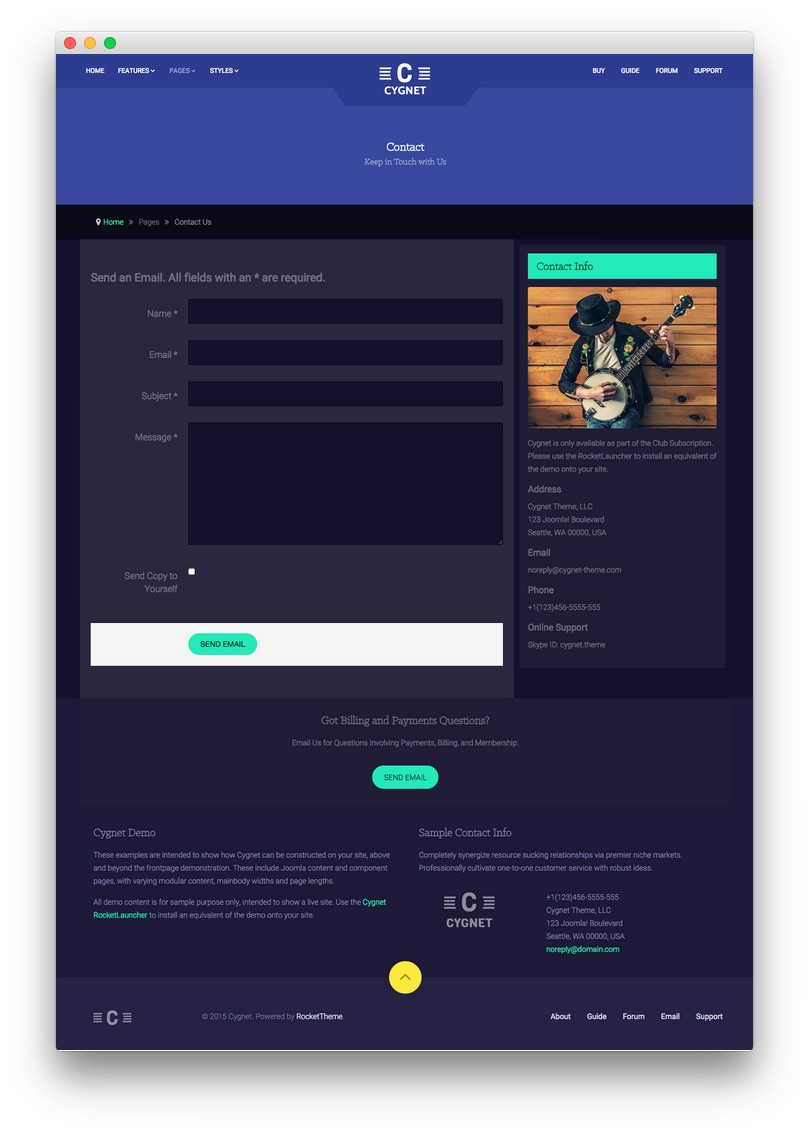 HOME FEATURES PAGES STYLES
C
CYGNET
BUY GUIDE FORUM SUPPORT
Contact
Keep in Touch with Us
Home » Pages » Contact Us
Send an Email. All fields with an * are required.
Name *
Email *
Subject *
Message *
Send Copy to
Yourself
SEND EMAIL
Contact Info
Cygnet is only available as part of the Club Subscription.
Please use the RocketLauncher to install an equivalent of
the demo onto your site.
Address
Cygnet Theme, LLC
123 Joomla! Boulevard
Seattle, WA 00000, USA
Email
noreply@cygnet-theme.com
Phone
+1(123)456-5555-555
Online Support
Skype ID: cygnet.theme
Got Billing and Payments Questions?
Email Us for Questions Involving Payments, Billing, and Membership.
SEND EMAIL
Cygnet Demo
These examples are intended to show how Cygnet can be constructed on your site, above
and beyond the frontpage demonstration. These include Joomla content and component
pages, with varying modular content, mainbody widths and page lengths.
All demo content is for sample purpose only, intended to show a live site. Use the Cygnet
RocketLauncher to install an equivalent of the demo onto your site.
Sample Contact Info
Completely synergize resource sucking relationships via premier niche markets.
Professionally cultivate one-to-one customer service with robust ideas.
C
CYGNET
+1(123)456-5555-555
Cygnet Theme, LLC
123 Joomla! Boulevard
Seattle, WA 00000, USA
noreply@domain.com
C
© 2015 Cygnet. Powered by RocketTheme
About Guide Forum Email Support